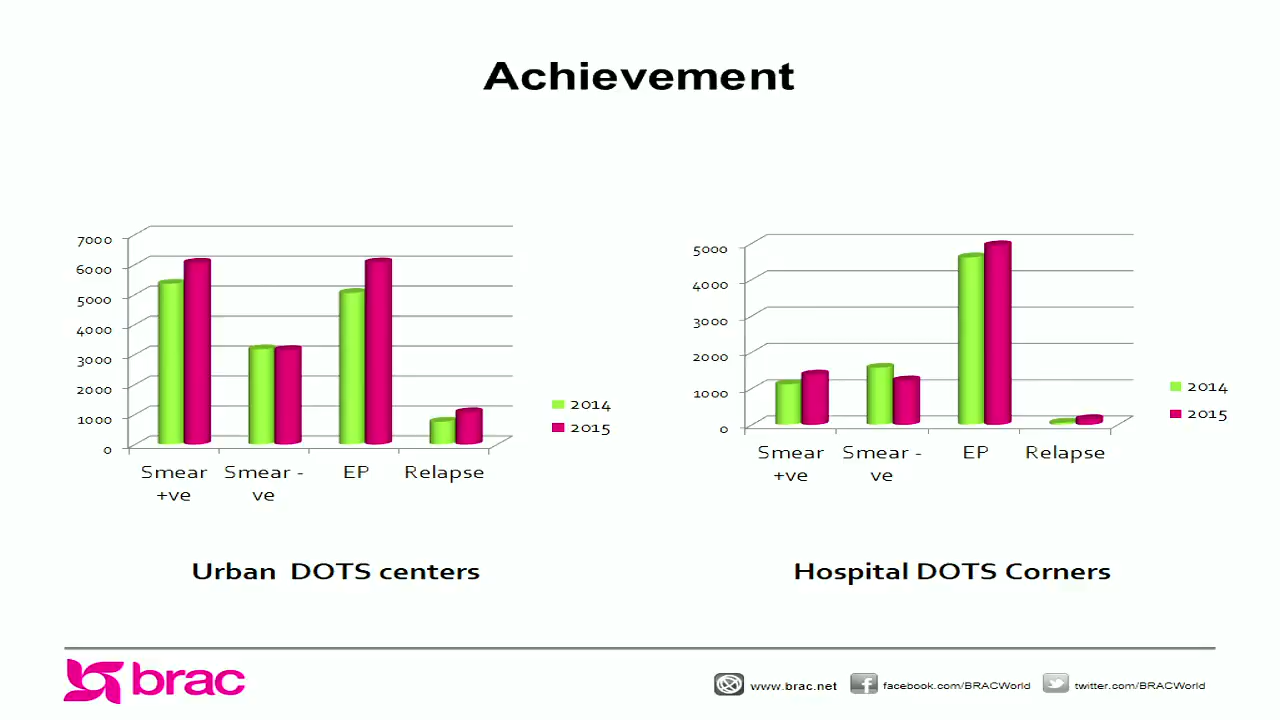 Achievement
7000
6000
5000
4000
3000
2000
1000
0
Smear +ve
Smear -ve
EP
Relapse
2014
2015
Urban DOTS centers
5000
4000
3000
2000
1000
0
Smear +ve
Smear -ve
EP
Relapse
2014
2015
Hospital DOTS Corners
brac
www.brac.net
facebook.com/BRACWorld
twitter.com/BRACWorld